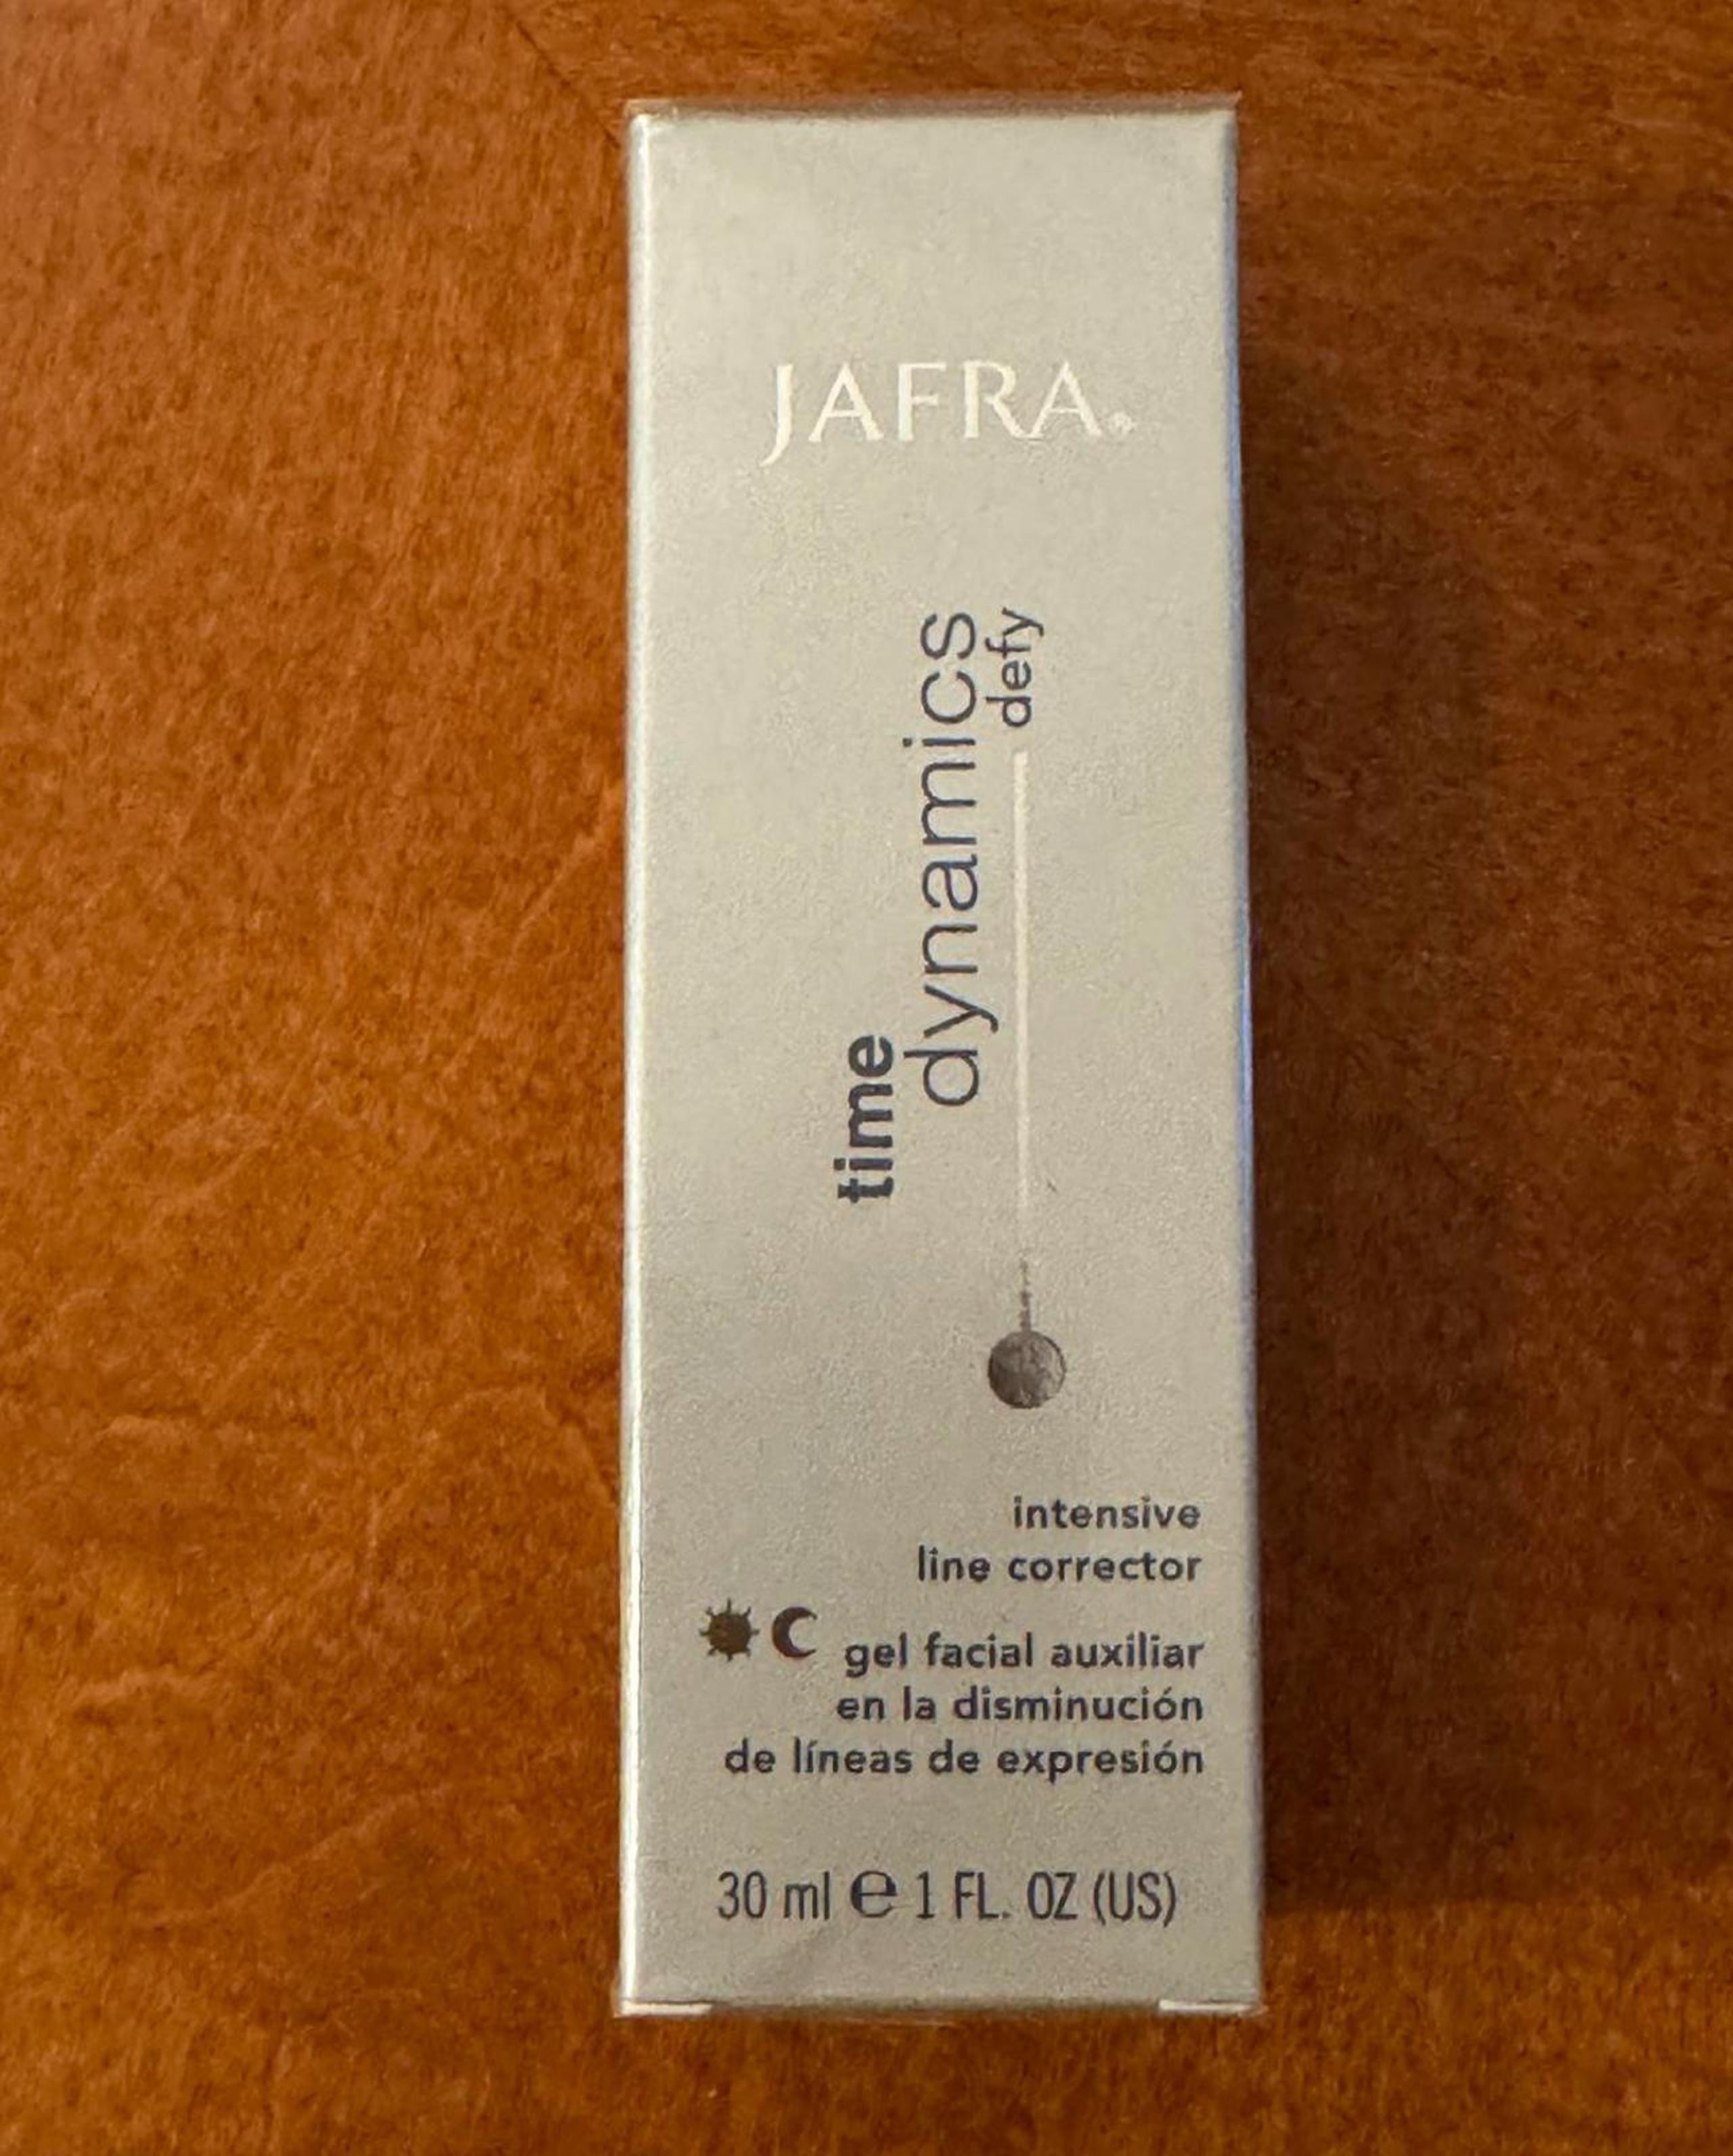 JAFRA®
time
dynamics
defy
intensive
line corrector
gel facial auxiliar
en la disminución
de líneas de expresión
30 ml ℮ 1 FL. OZ (US)